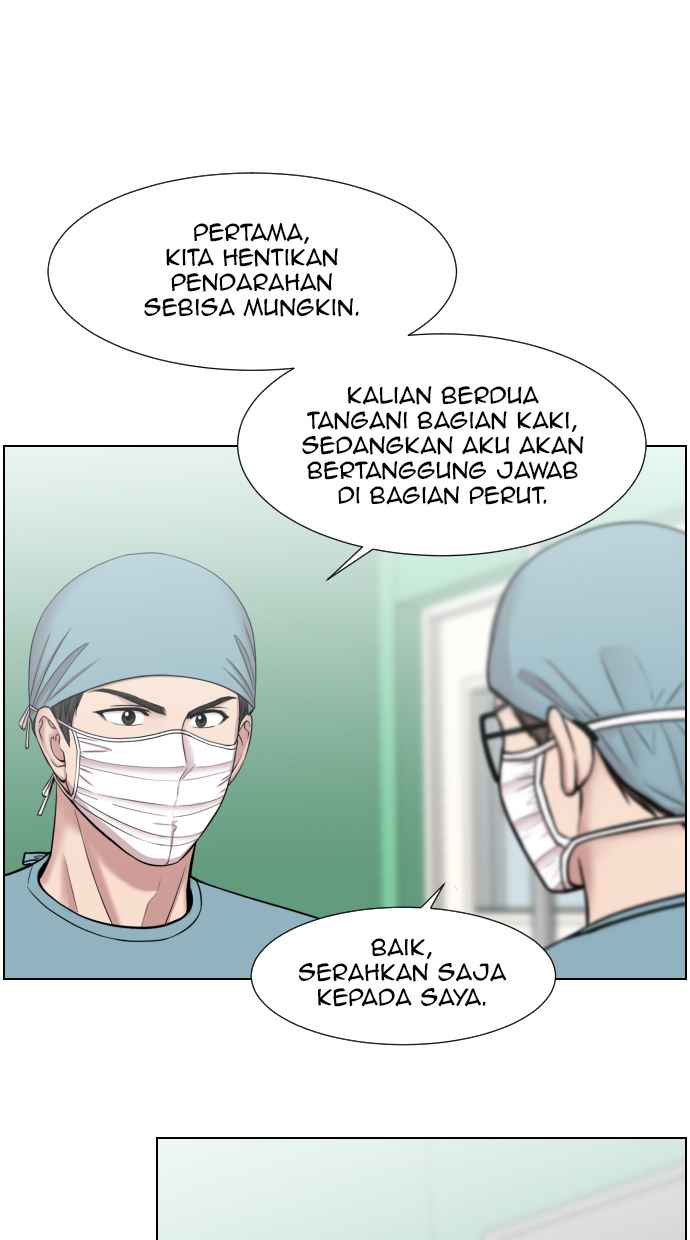 PERTAMA,
KITA HENTIKAN
PENDARAHAN
SEBISA MUNGKIN.
KALIAN BERDUA
TANGANI BAGIAN KAKI,
SEDANGKAN AKU AKAN
BERTANGGUNG JAWAB
DI BAGIAN PERUT.
BAIK,
SERAHKAN SAJA
KEPADA SAYA.